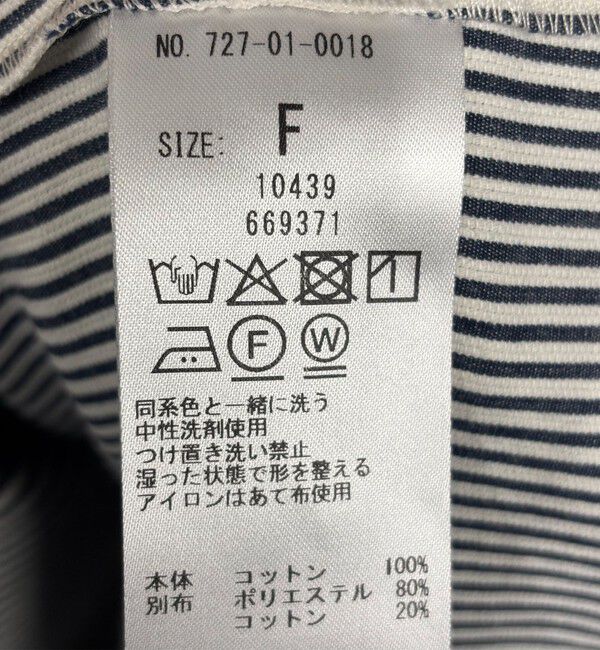 NO. 727-01-0018
SIZE: F
10439
669371
F W
同系色と一緒に洗う
中性洗剤使用
つけ置き洗い禁止
湿った状態で形を整える
アイロンはあて布使用
本体 コットン 100%
別布 ポリエステル 80%
コットン 20%